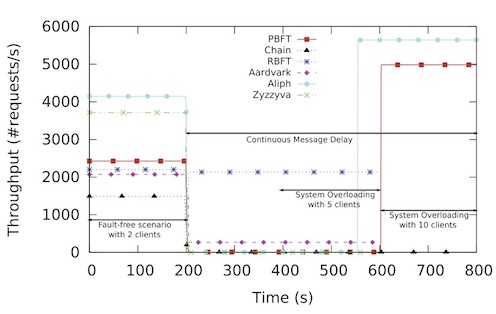 PBFT
Chain
RBFT
Aardvark
Aliph
Zyzzyva
6000
5000
4000
3000
2000
1000
0
Throughput (#requests/s)
Continuous Message Delay
System Overloading
with 5 clients
System Overloading
with 10 clients
Fault-free scenario
with 2 clients
0 100 200 300 400 500 600 700 800
Time (s)